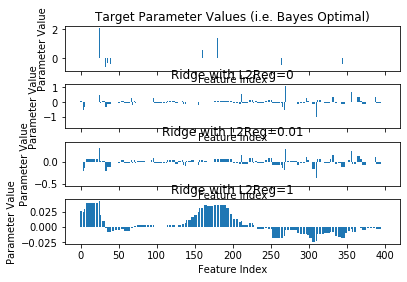 Target Parameter Values (i.e. Bayes Optimal)
2
0
Parameter Value
Feature Index
Ridge with L2Reg=0
1
0
−1
Parameter Value
Feature Index
Ridge with L2Reg=0.01
0.0
−0.5
Parameter Value
Feature Index
Ridge with L2Reg=1
0.025
0.000
−0.025
Parameter Value
0 50 100 150 200 250 300 350 400
Feature Index